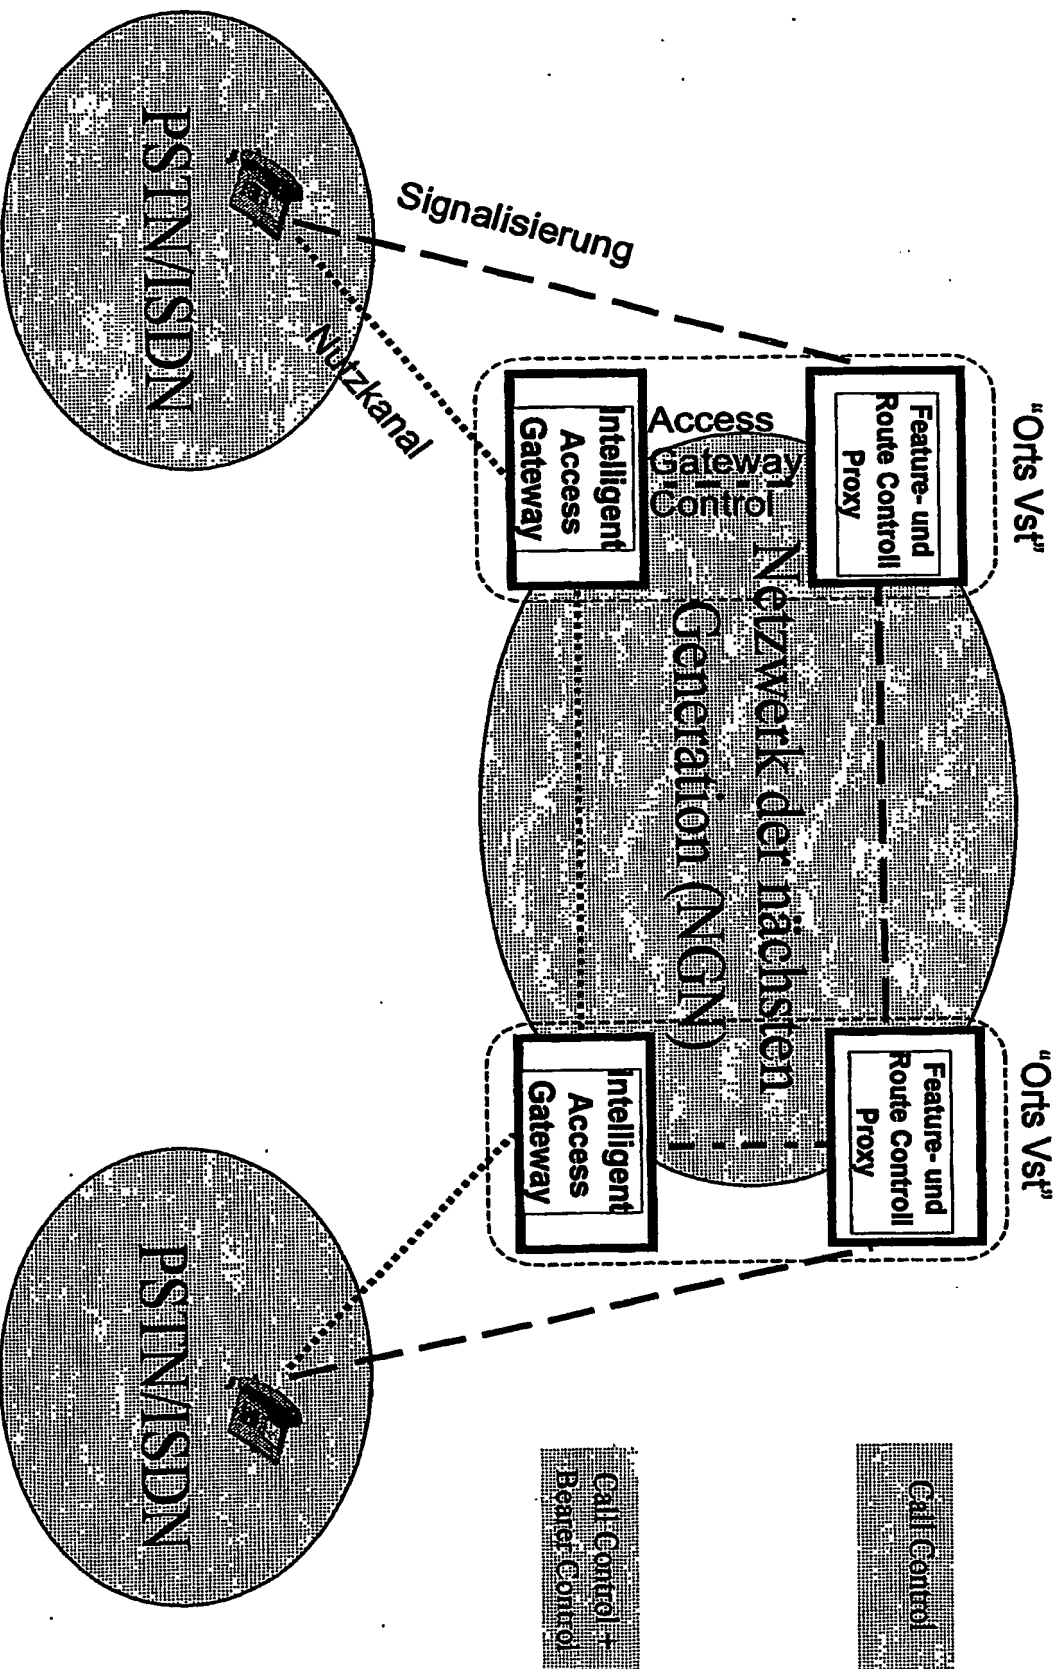 "Orts Vst"
"Orts Vst"
Feature- und
Route Controll
Proxy
Feature- und
Route Controll
Proxy
Call Control
Signalisierung
Access
Gateway
Control
Netzwerk der nächsten
Generation (NGN)
Intelligent
Access
Gateway
Intelligent
Access
Gateway
Call Control +
Bearer Control
Nutzkanal
PSTN/ISDN
PSTN/ISDN